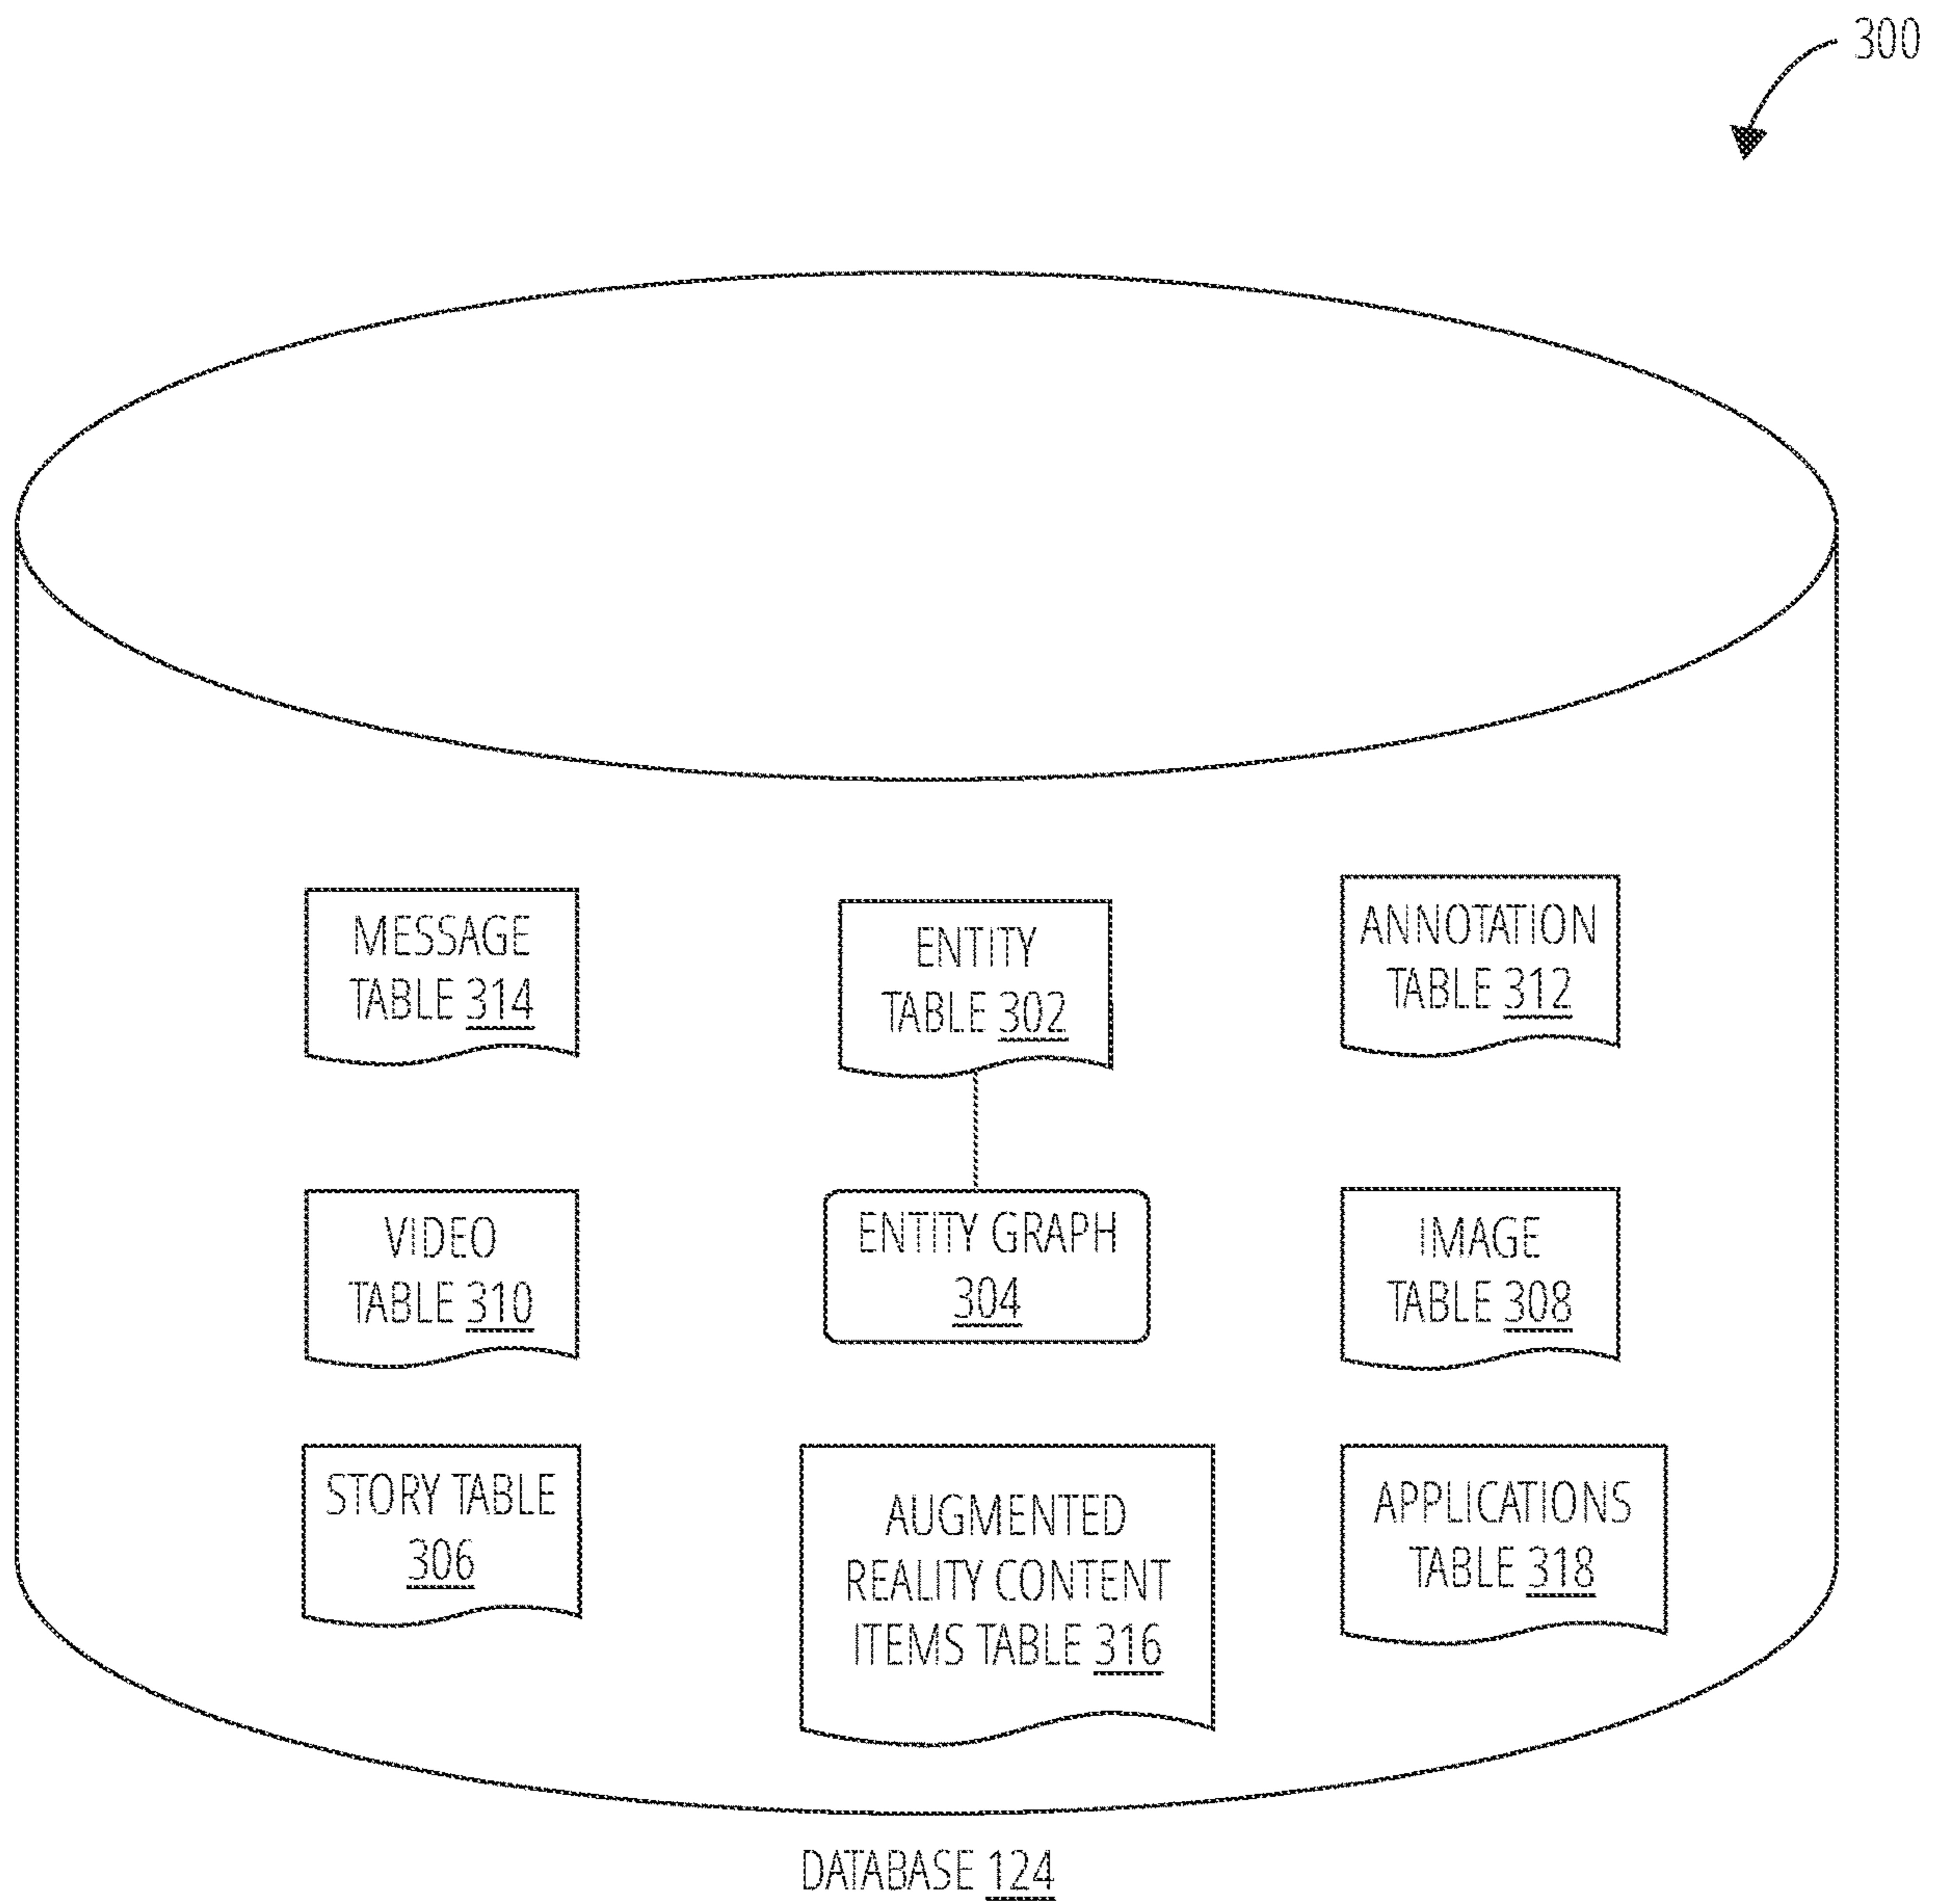 300
MESSAGE
TABLE 314
ENTITY
TABLE 302
ANNOTATION
TABLE 312
VIDEO
TABLE 310
ENTITY GRAPH
304
IMAGE
TABLE 308
STORY TABLE
306
AUGMENTED
REALITY CONTENT
ITEMS TABLE 316
APPLICATIONS
TABLE 318
DATABASE 124